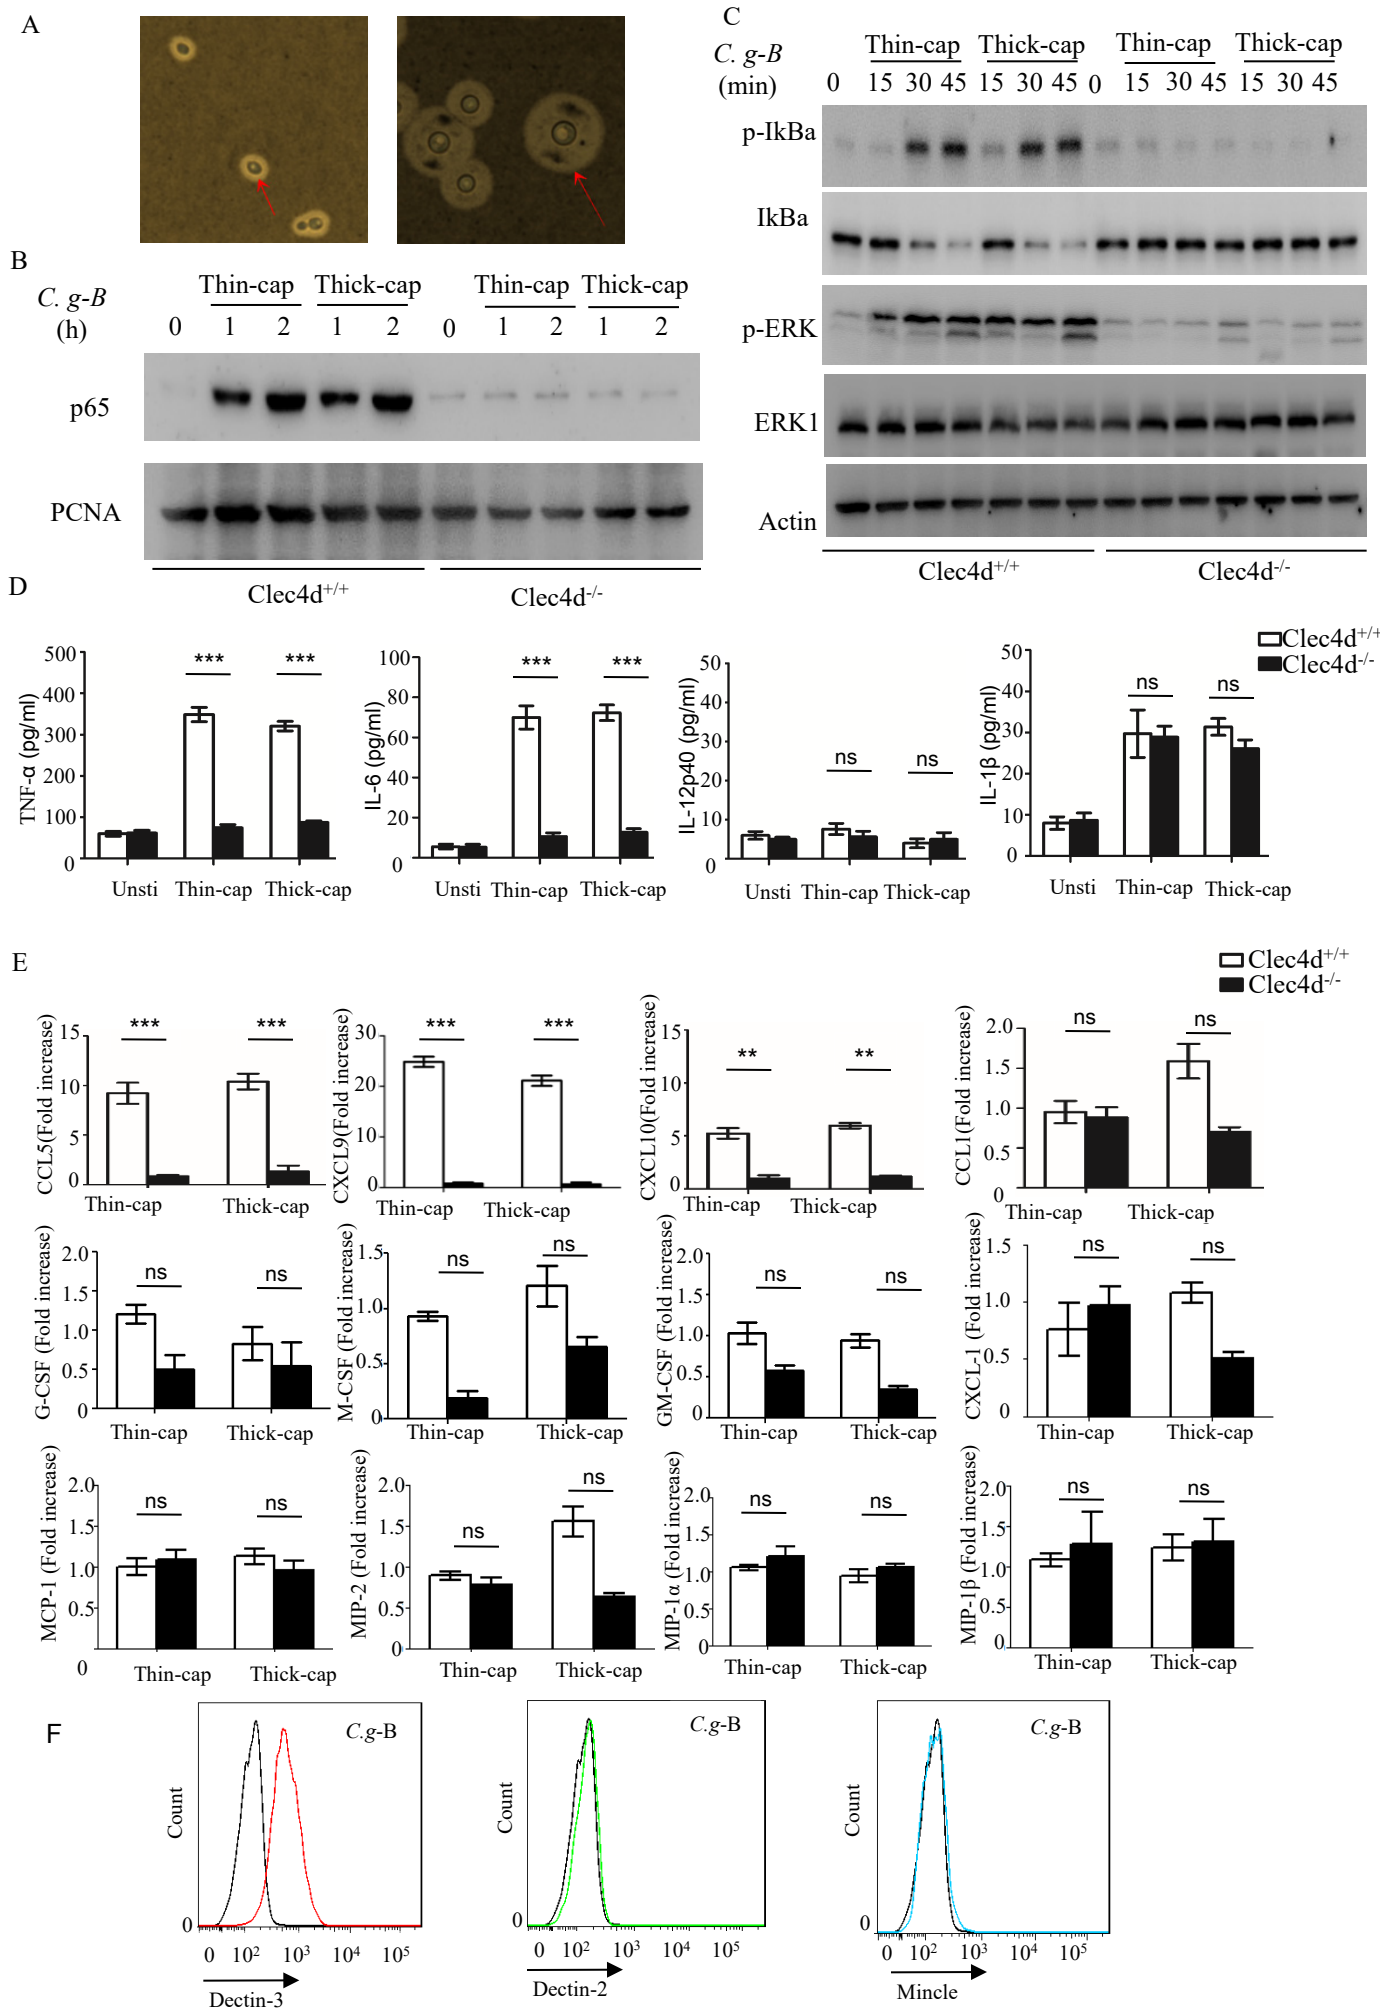 A
B
C. g-B
(h)
Thin-cap Thick-cap Thin-cap Thick-cap
0 1 2 1 2 0 1 2 1 2
p65
PCNA
Clec4d+/+ Clec4d-/-
C
C. g-B
(min)
Thin-cap Thick-cap Thin-cap Thick-cap
0 15 30 45 15 30 45 0 15 30 45 15 30 45
p-IkBa
IkBa
p-ERK
ERK1
Actin
Clec4d+/+ Clec4d-/-
D
Clec4d+/+
Clec4d-/-
TNF-α (pg/ml)
500
400
300
200
100
0
*** ***
Unsti Thin-cap Thick-cap
IL-6 (pg/ml)
100
80
60
40
20
0
*** ***
Unsti Thin-cap Thick-cap
IL-12p40 (pg/ml)
50
40
30
20
10
0
ns ns
Unsti Thin-cap Thick-cap
IL-1β (pg/ml)
50
40
30
20
10
0
ns ns
Unsti Thin-cap Thick-cap
E
Clec4d+/+
Clec4d-/-
CCL5(Fold increase)
15
10
5
0
*** ***
Thin-cap Thick-cap
CXCL9(Fold increase)
30
20
10
0
*** ***
Thin-cap Thick-cap
CXCL10(Fold increase)
15
10
5
0
** **
Thin-cap Thick-cap
CCL1(Fold increase)
2.0
1.5
1.0
0.5
0
ns ns
Thin-cap Thick-cap
G-CSF (Fold increase)
2.0
1.5
1.0
0.5
0
ns ns
Thin-cap Thick-cap
M-CSF (Fold increase)
1.5
1.0
0.5
0
ns ns
Thin-cap Thick-cap
GM-CSF (Fold increase)
2.0
1.5
1.0
0.5
0
ns ns
Thin-cap Thick-cap
CXCL-1 (Fold increase)
1.5
1.0
0.5
0
ns ns
Thin-cap Thick-cap
MCP-1 (Fold increase)
2.0
1.5
1.0
0.5
0
ns ns
Thin-cap Thick-cap
MIP-2 (Fold increase)
2.0
1.5
1.0
0.5
0
ns ns
Thin-cap Thick-cap
MIP-1α (Fold increase)
2.0
1.5
1.0
0.5
0
ns ns
Thin-cap Thick-cap
MIP-1β (Fold increase)
2.0
1.5
1.0
0.5
0
ns ns
Thin-cap Thick-cap
F
C.g-B
Count
0
0 10² 10³ 10⁴ 10⁵
Dectin-3
C.g-B
Count
0
0 10² 10³ 10⁴ 10⁵
Dectin-2
C.g-B
Count
0
0 10² 10³ 10⁴ 10⁵
Mincle